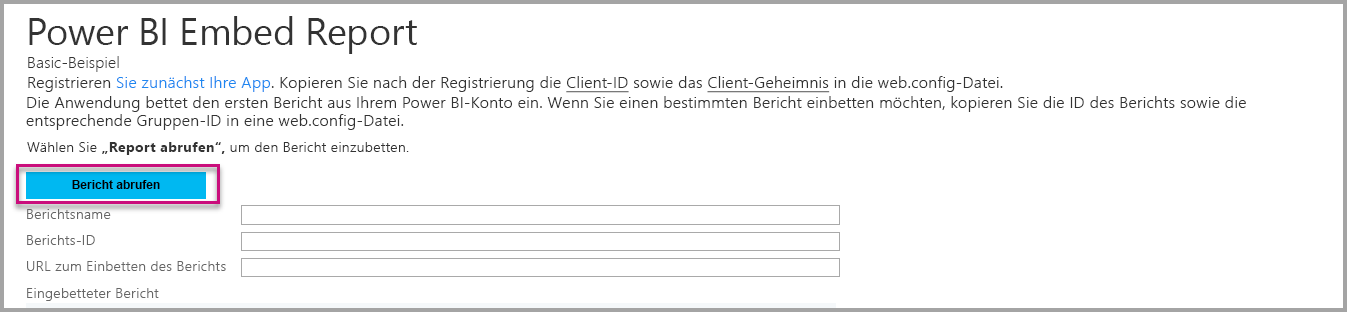 Power BI Embed Report
Basic-Beispiel
Registrieren Sie zunächst Ihre App. Kopieren Sie nach der Registrierung die Client-ID sowie das Client-Geheimnis in die web.config-Datei.
Die Anwendung bettet den ersten Bericht aus Ihrem Power BI-Konto ein. Wenn Sie einen bestimmten Bericht einbetten möchten, kopieren Sie die ID des Berichts sowie die
entsprechende Gruppen-ID in eine web.config-Datei.
Wählen Sie „Report abrufen“, um den Bericht einzubetten.
Bericht abrufen
Berichtsname
Berichts-ID
URL zum Einbetten des Berichts
Eingebetteter Bericht